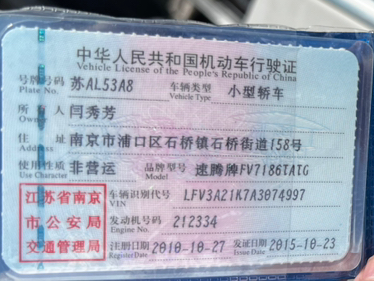 中华人民共和国机动车行驶证
Vehicle License of the People's Republic of China
号牌号码 苏AL53A8 车辆类型 小型轿车
Plate No. Vehicle Type
所有人 闫秀芳
Owner
住址 南京市浦口区石桥镇石桥街道158号
Address
使用性质 非营运 品牌型号 速腾牌FV7186TATG
Use Character Model
江苏省南京 车辆识别代号 LFV3A21K7A3074997
VIN
市公安局 发动机号码 212334
Engine No.
交通管理局 注册日期 2010-10-27 发证日期 2015-10-23
Register Date Issue Date